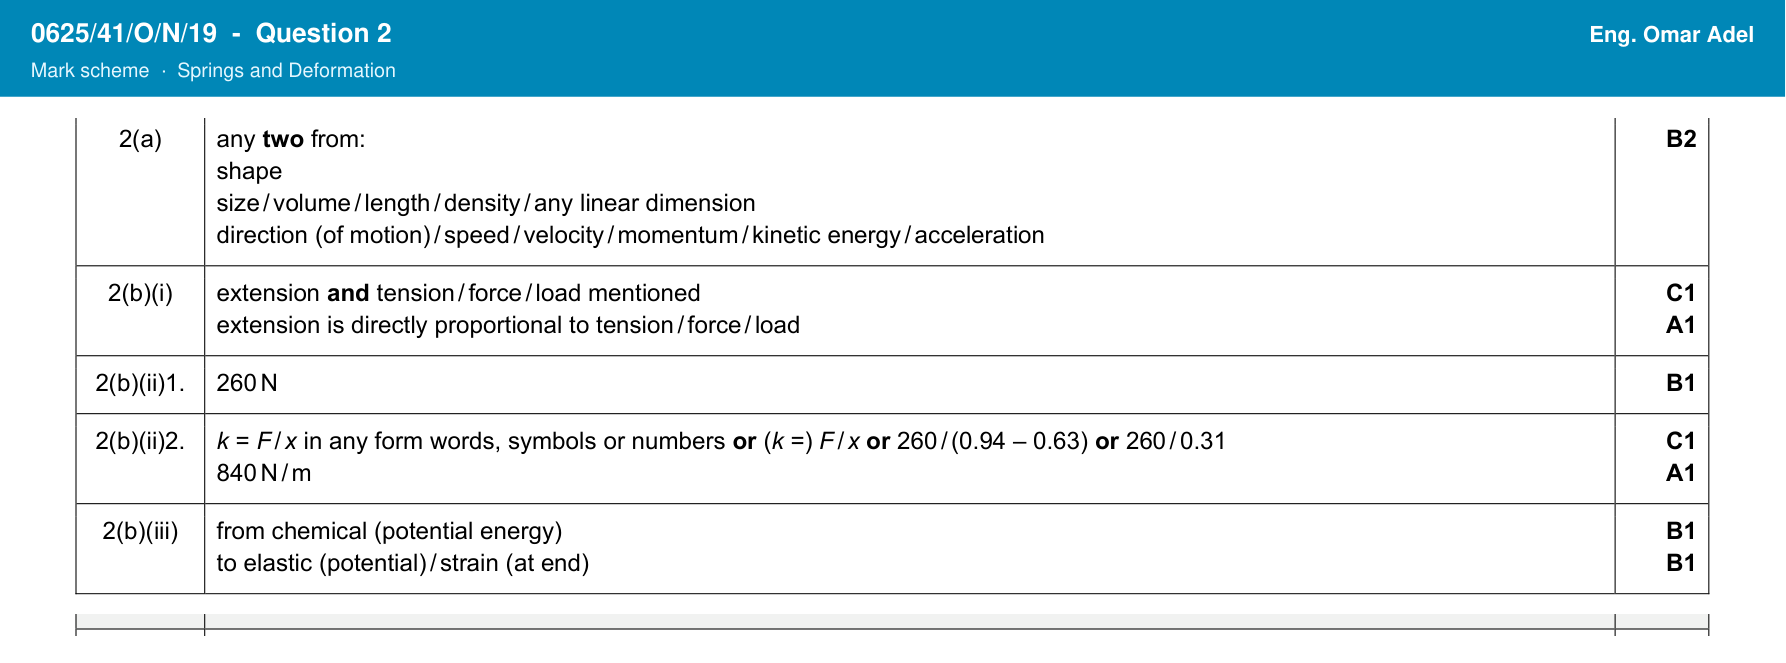 0625/41/O/N/19 - Question 2
Eng. Omar Adel
Mark scheme · Springs and Deformation
2(a) any two from: B2
shape
size/volume/length/density/any linear dimension
direction (of motion)/speed/velocity/momentum/kinetic energy/acceleration
2(b)(i) extension and tension/force/load mentioned C1
extension is directly proportional to tension/force/load A1
2(b)(ii)1. 260 N B1
2(b)(ii)2. k = F/x in any form words, symbols or numbers or (k =) F/x or 260/(0.94 – 0.63) or 260/0.31 C1
840 N/m A1
2(b)(iii) from chemical (potential energy) B1
to elastic (potential)/strain (at end) B1